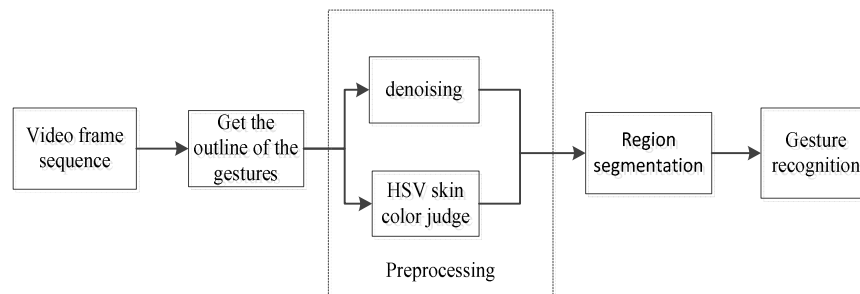 Video frame
sequence
Get the
outline of the
gestures
denoising
HSV skin
color judge
Preprocessing
Region
segmentation
Gesture
recognition